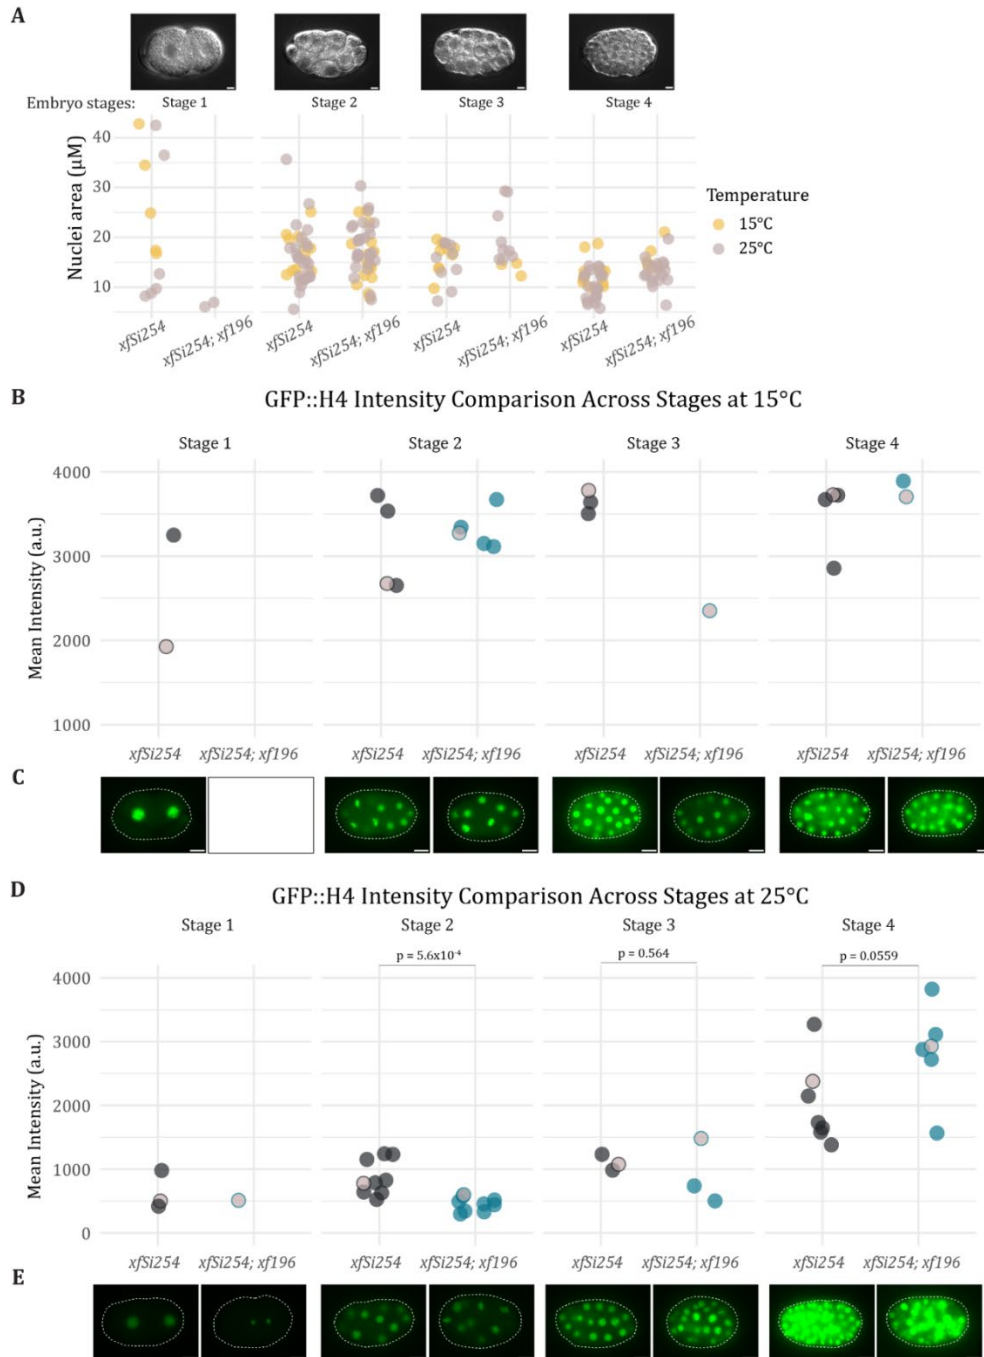 A
Embryo stages:
Stage 1
Stage 2
Stage 3
Stage 4
Nuclei area (µM)
40
30
20
10
xfSi254
xfSi254; xf196
xfSi254
xfSi254; xf196
xfSi254
xfSi254; xf196
xfSi254
xfSi254; xf196
Temperature
15°C
25°C
B
GFP::H4 Intensity Comparison Across Stages at 15°C
Stage 1
Stage 2
Stage 3
Stage 4
Mean Intensity (a.u.)
4000
3000
2000
1000
xfSi254
xfSi254; xf196
xfSi254
xfSi254; xf196
xfSi254
xfSi254; xf196
xfSi254
xfSi254; xf196
C
D
GFP::H4 Intensity Comparison Across Stages at 25°C
Stage 1
Stage 2
Stage 3
Stage 4
p = 5.6x10⁻⁴
p = 0.564
p = 0.0559
Mean Intensity (a.u.)
4000
3000
2000
1000
0
xfSi254
xfSi254; xf196
xfSi254
xfSi254; xf196
xfSi254
xfSi254; xf196
xfSi254
xfSi254; xf196
E